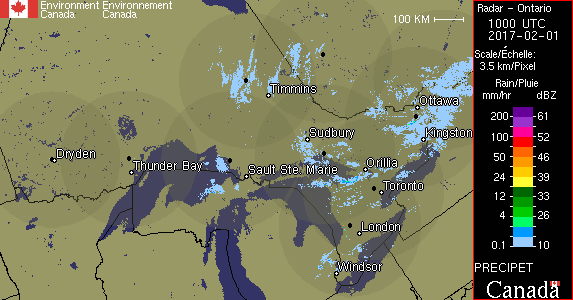 Environment Environnement
Canada Canada
100 KM
Timmins
Ottawa
Sudbury
Kingston
Dryden
Thunder Bay
Sault Ste. Marie
Orillia
Toronto
London
Windsor
Radar - Ontario
1000 UTC
2017-02-01
Scale/Échelle:
3.5 km/Pixel
Rain/Pluie
mm/hr dBZ
200 61
100 52
50 46
24 39
12 33
4 26
0.1 10
PRECIPET
Canada